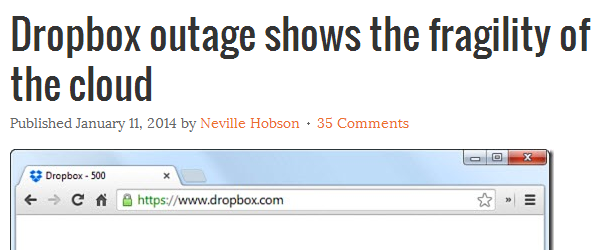 Dropbox outage shows the fragility of
the cloud
Published January 11, 2014 by Neville Hobson • 35 Comments
Dropbox - 500
https://www.dropbox.com